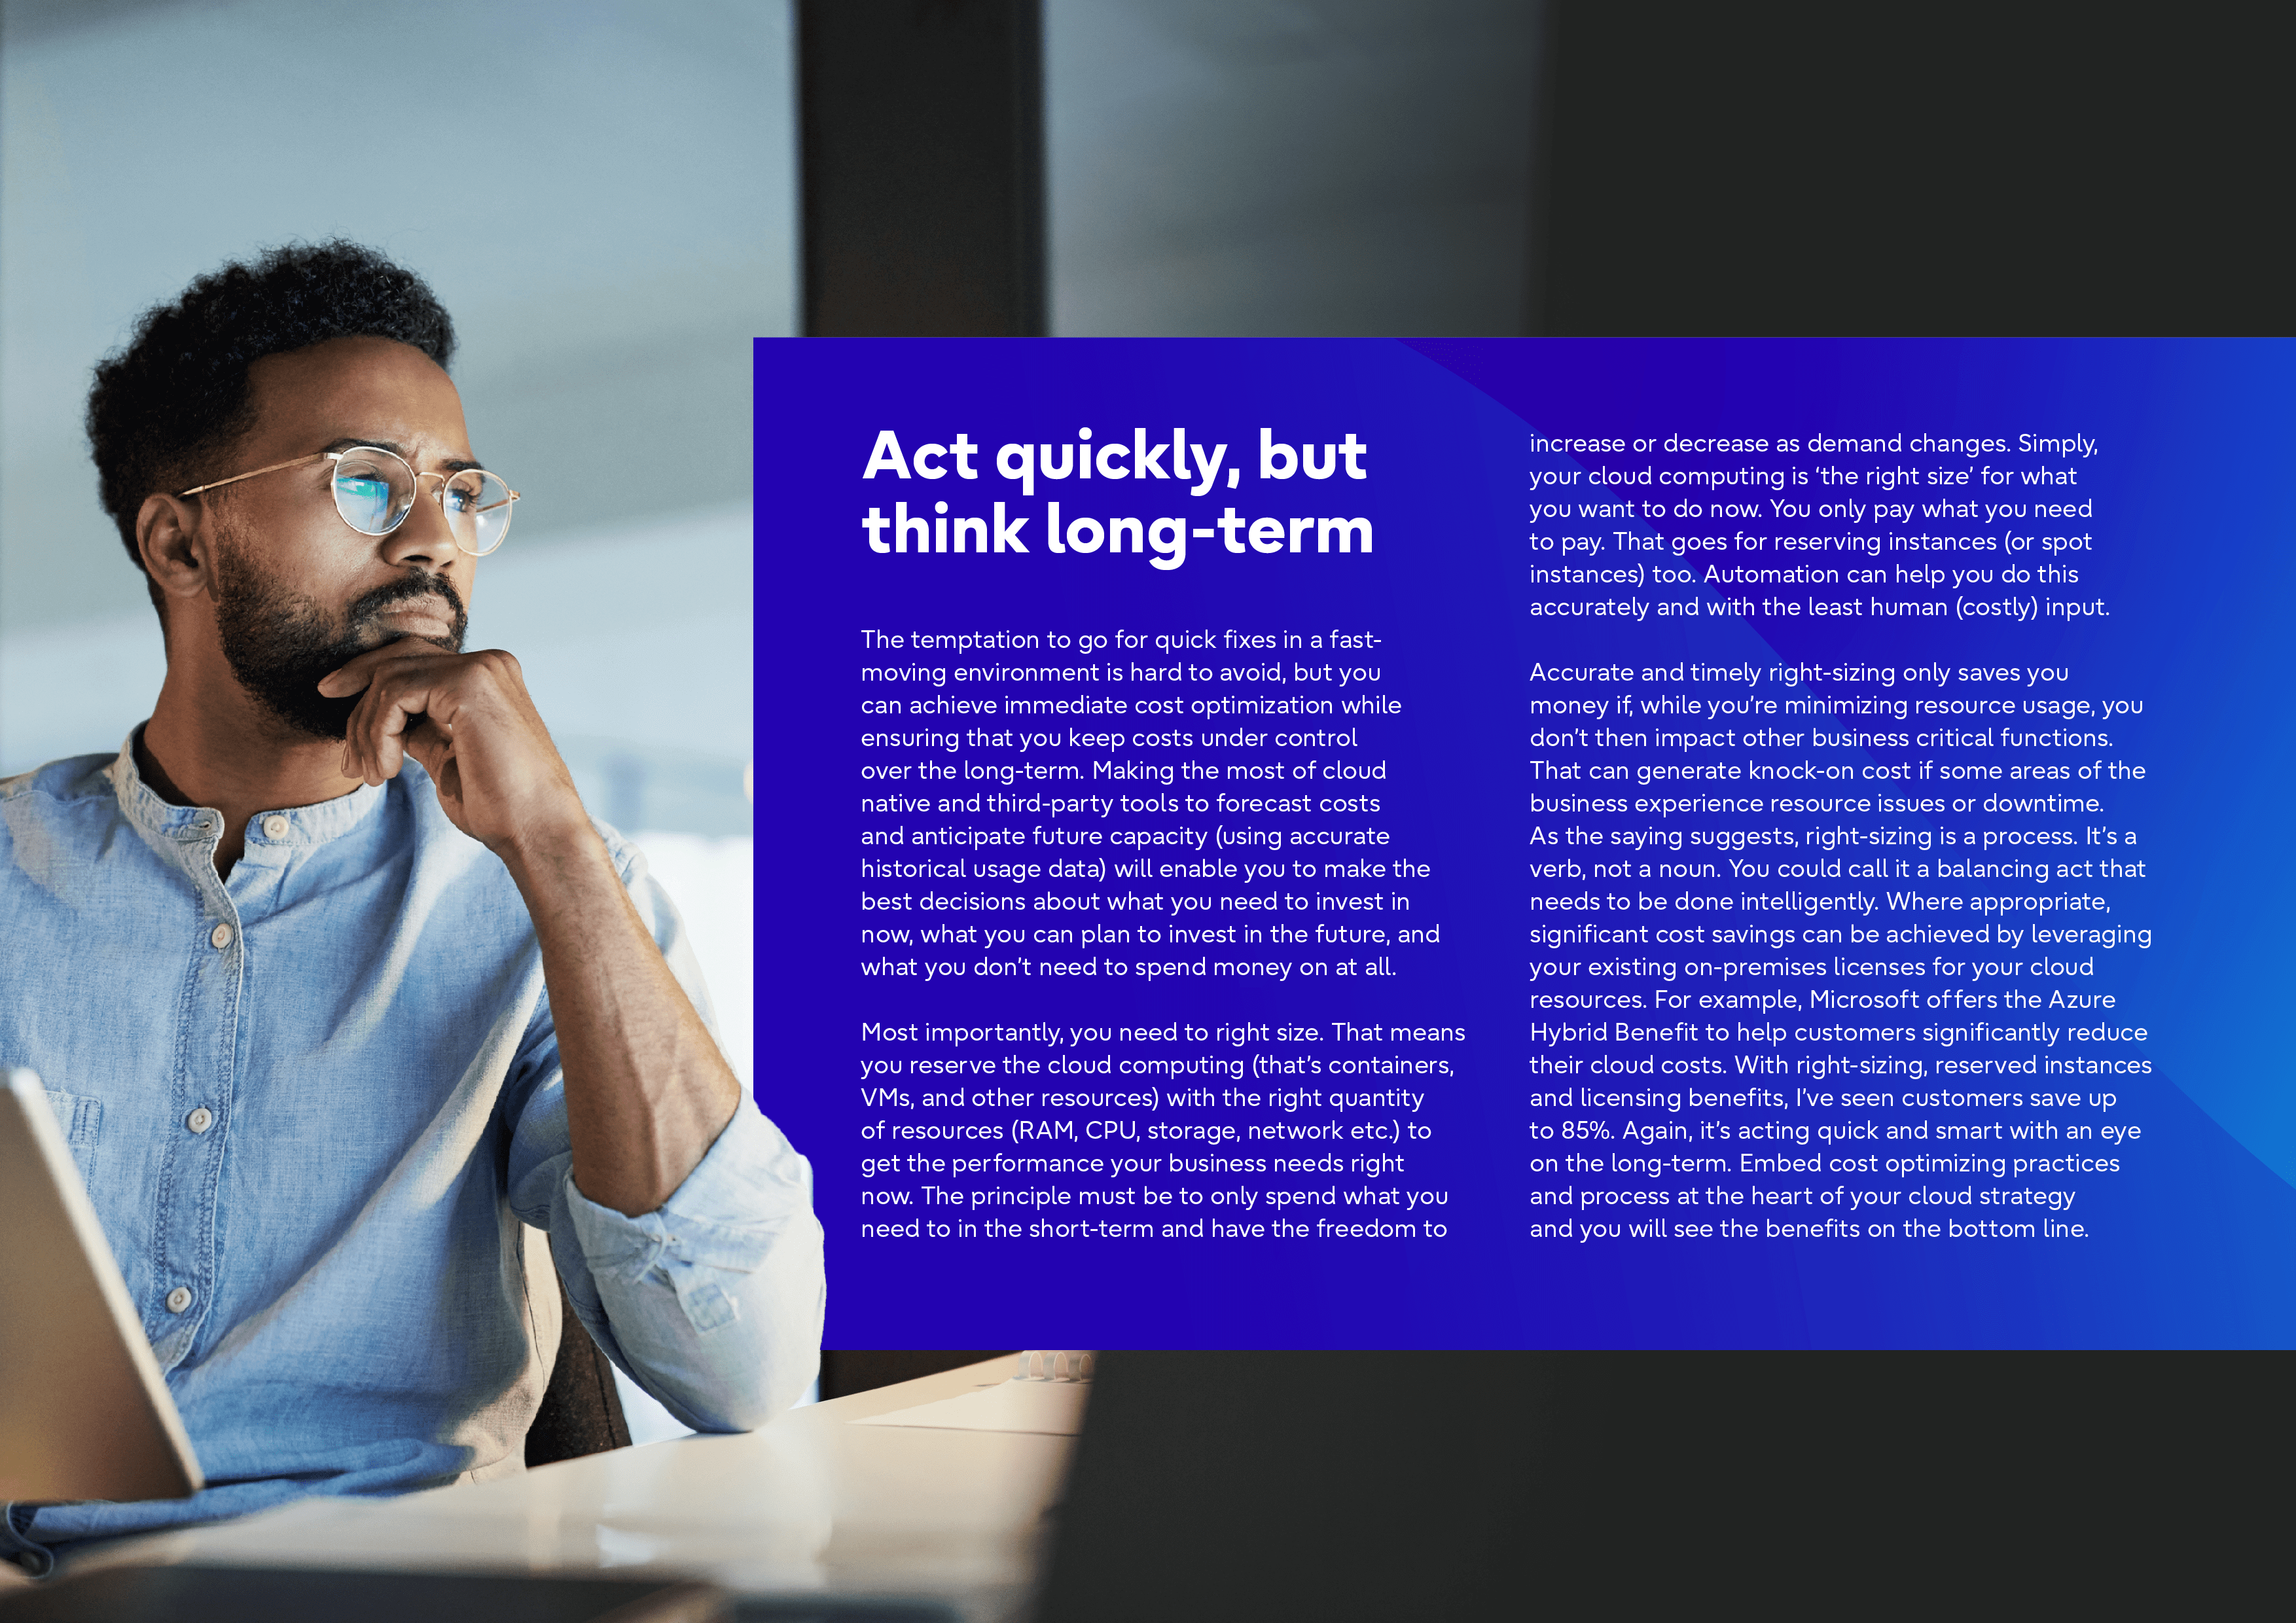 Act quickly, but
think long-term
The temptation to go for quick fixes in a fast-
moving environment is hard to avoid, but you
can achieve immediate cost optimization while
ensuring that you keep costs under control
over the long-term. Making the most of cloud
native and third-party tools to forecast costs
and anticipate future capacity (using accurate
historical usage data) will enable you to make the
best decisions about what you need to invest in
now, what you can plan to invest in the future, and
what you don’t need to spend money on at all.
Most importantly, you need to right size. That means
you reserve the cloud computing (that’s containers,
VMs, and other resources) with the right quantity
of resources (RAM, CPU, storage, network etc.) to
get the performance your business needs right
now. The principle must be to only spend what you
need to in the short-term and have the freedom to
increase or decrease as demand changes. Simply,
your cloud computing is ‘the right size’ for what
you want to do now. You only pay what you need
to pay. That goes for reserving instances (or spot
instances) too. Automation can help you do this
accurately and with the least human (costly) input.
Accurate and timely right-sizing only saves you
money if, while you’re minimizing resource usage, you
don’t then impact other business critical functions.
That can generate knock-on cost if some areas of the
business experience resource issues or downtime.
As the saying suggests, right-sizing is a process. It’s a
verb, not a noun. You could call it a balancing act that
needs to be done intelligently. Where appropriate,
significant cost savings can be achieved by leveraging
your existing on-premises licenses for your cloud
resources. For example, Microsoft offers the Azure
Hybrid Benefit to help customers significantly reduce
their cloud costs. With right-sizing, reserved instances
and licensing benefits, I’ve seen customers save up
to 85%. Again, it’s acting quick and smart with an eye
on the long-term. Embed cost optimizing practices
and process at the heart of your cloud strategy
and you will see the benefits on the bottom line.